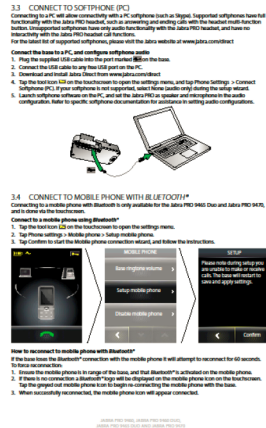 3.3 CONNECT TO SOFTPHONE (PC)
Connecting to a PC will allow connectivity with a PC softphone (such as Skype). Supported softphones have full
functionality with the Jabra PRO headset, such as answering and ending calls with the headset multi-function
button. Unsupported softphones have only audio functionality with the Jabra PRO headset, and have no
interactivity with the Jabra PRO headset call functions.
For the latest list of supported softphones, please visit the Jabra website at www.jabra.com/direct
Connect the base to a PC, and configure softphone audio
1. Plug the supplied USB cable into the port marked on the base.
2. Connect the USB cable to any free USB port on the PC.
3. Download and install Jabra Direct from www.jabra.com/direct
4. Tap the tool icon on the touchscreen to open the settings menu, and tap Phone Settings > Connect
Softphone (PC). If your softphone is not supported, select None (audio only) during the setup wizard.
5. Launch softphone software on the PC, and set the Jabra PRO as speaker and microphone in the audio
configuration. Refer to specific softphone documentation for assistance in setting audio configurations.
3.4 CONNECT TO MOBILE PHONE WITH BLUETOOTH®
Connecting to a mobile phone with Bluetooth is only available for the Jabra PRO 9465 Duo and Jabra PRO 9470,
and is done via the touchscreen.
Connect to a mobile phone using Bluetooth®
1. Tap the tool icon on the touchscreen to open the settings menu.
2. Tap Phone settings > Mobile phone > Setup mobile phone.
3. Tap Confirm to start the Mobile phone connection wizard, and follow the instructions.
MOBILE PHONE
Base ringtone volume
Setup mobile phone
Disable mobile phone
SETUP
Please note during setup you
are unable to make or receive
calls. The base will restart to
save and apply settings.
Confirm
How to reconnect to mobile phone with Bluetooth®
If the base loses the Bluetooth® connection with the mobile phone it will attempt to reconnect for 60 seconds.
To force reconnection:
1. Ensure the mobile phone is in range of the base, and that Bluetooth® is activated on the mobile phone.
2. If there is no connection a Bluetooth® logo will be displayed on the mobile phone icon on the touchscreen.
Tap the greyed out mobile phone icon to begin re-connecting the mobile phone with the base.
3. When successfully reconnected, the mobile phone icon will appear connected.